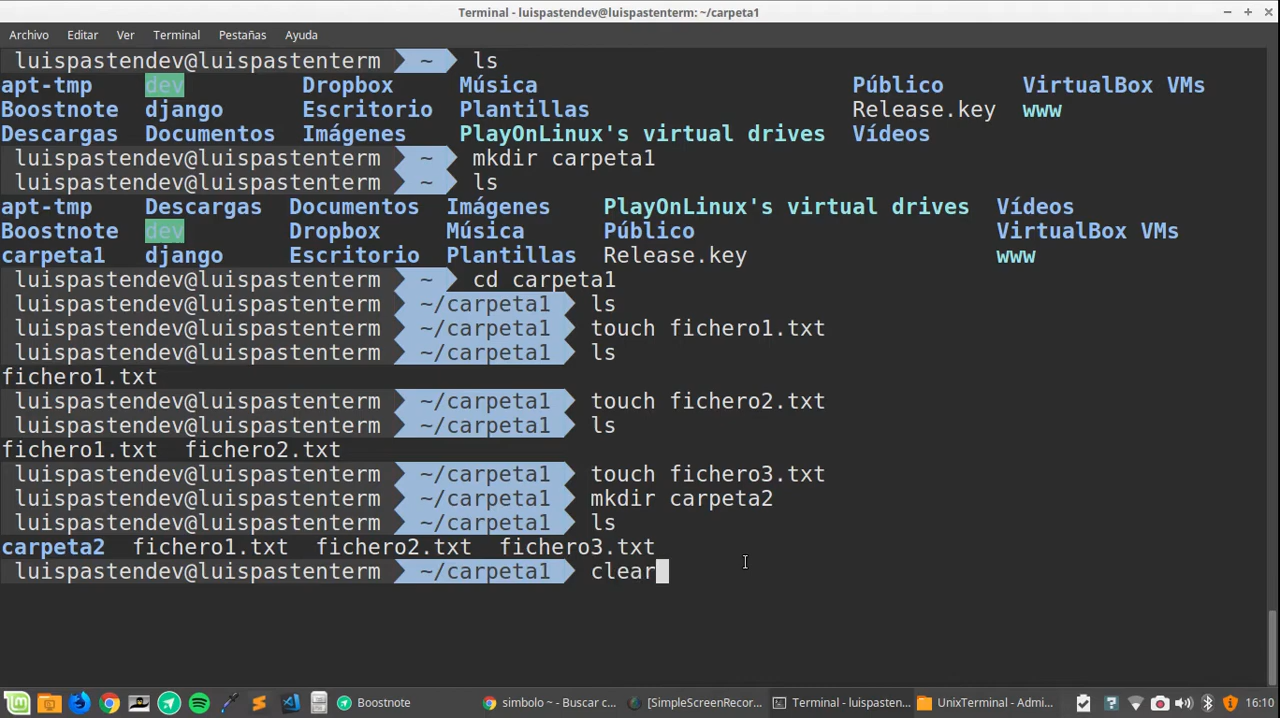 Terminal - luispastendev@luispastenterm: ~/carpeta1
Archivo Editar Ver Terminal Pestañas Ayuda
luispastendev@luispastenterm ~ ls
apt-tmp dev Dropbox Música Público VirtualBox VMs
Boostnote django Escritorio Plantillas Release.key www
Descargas Documentos Imágenes PlayOnLinux's virtual drives Vídeos
luispastendev@luispastenterm ~ mkdir carpeta1
luispastendev@luispastenterm ~ ls
apt-tmp Descargas Documentos Imágenes PlayOnLinux's virtual drives Vídeos
Boostnote dev Dropbox Música Público VirtualBox VMs
carpeta1 django Escritorio Plantillas Release.key www
luispastendev@luispastenterm ~ cd carpeta1
luispastendev@luispastenterm ~/carpeta1 ls
luispastendev@luispastenterm ~/carpeta1 touch fichero1.txt
luispastendev@luispastenterm ~/carpeta1 ls
fichero1.txt
luispastendev@luispastenterm ~/carpeta1 touch fichero2.txt
luispastendev@luispastenterm ~/carpeta1 ls
fichero1.txt fichero2.txt
luispastendev@luispastenterm ~/carpeta1 touch fichero3.txt
luispastendev@luispastenterm ~/carpeta1 mkdir carpeta2
luispastendev@luispastenterm ~/carpeta1 ls
carpeta2 fichero1.txt fichero2.txt fichero3.txt
luispastendev@luispastenterm ~/carpeta1 clear
Boostnote simbolo ~ - Buscar c... [SimpleScreenRecor... Terminal - luispasten... UnixTerminal - Admi... 16:10